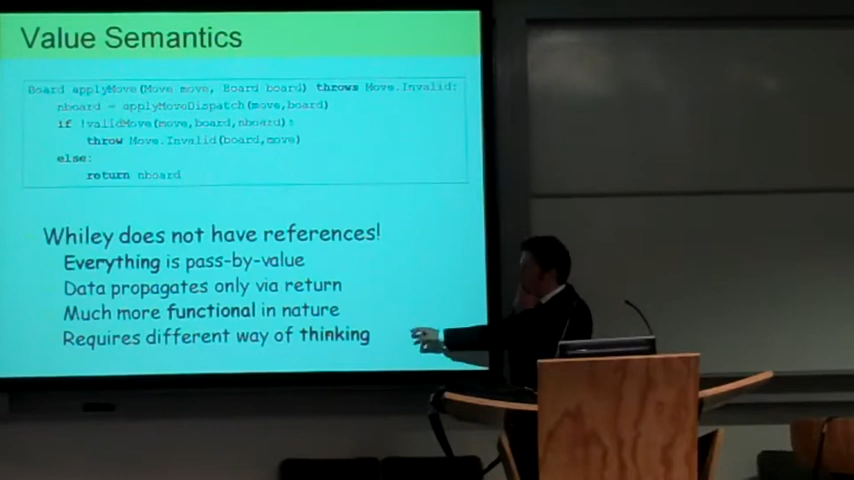 Value Semantics
Board applyMove(Move move, Board board) throws Move.Invalid:
nboard = applyMoveDispatch(move,board)
if !validMove(move,board,nboard):
throw Move.Invalid(board,move)
else:
return nboard
Whiley does not have references!
Everything is pass-by-value
Data propagates only via return
Much more functional in nature
Requires different way of thinking